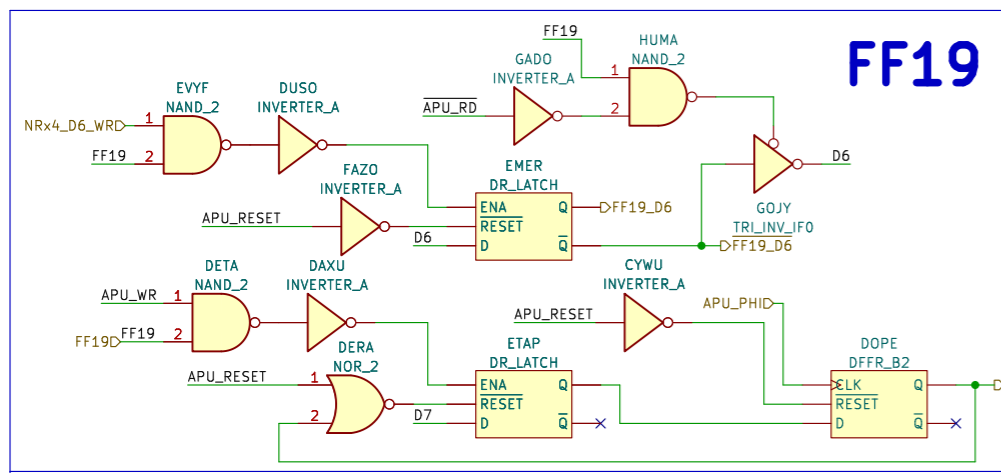 FF19
FF19
HUMA
NAND_2
1
2
GADO
INVERTER_A
APU_RD
EVYF
NAND_2
DUSO
INVERTER_A
NRx4_D6_WR
1
FF19
2
D6
GOJY
TRI_INV_IF0
FAZO
INVERTER_A
APU_RESET
EMER
DR_LATCH
ENA
RESET
D
Q
Q
D6
FF19_D6
FF19_D6
DETA
NAND_2
APU_WR
1
FF19
FF19
2
DAXU
INVERTER_A
CYWU
INVERTER_A
APU_RESET
APU_PHI
DERA
NOR_2
APU_RESET
1
2
ETAP
DR_LATCH
ENA
RESET
D
Q
Q
D7
DOPE
DFFR_B2
CLK
RESET
D
Q
Q